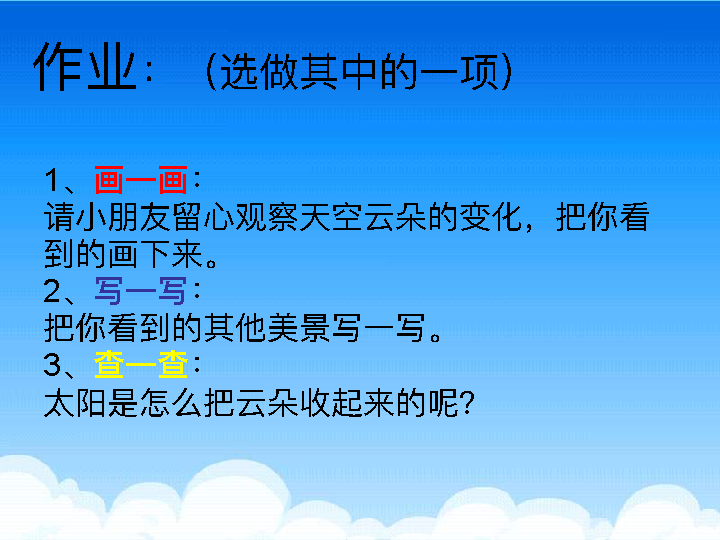 作业：（选做其中的一项）
1、画一画：
请小朋友留心观察天空云朵的变化，把你看
到的画下来。
2、写一写：
把你看到的其他美景写一写。
3、查一查：
太阳是怎么把云朵收起来的呢？